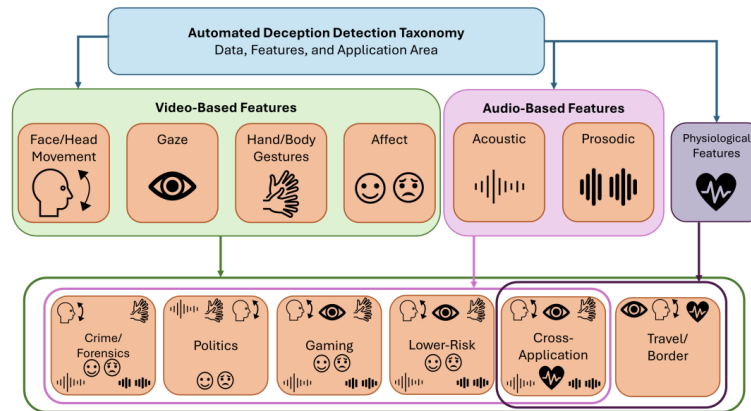 Automated Deception Detection Taxonomy
Data, Features, and Application Area
Video-Based Features
Audio-Based Features
Face/Head
Movement
Gaze
Hand/Body
Gestures
Affect
Acoustic
Prosodic
Physiological
Features
Crime/
Forensics
Politics
Gaming
Lower-Risk
Cross-
Application
Travel/
Border